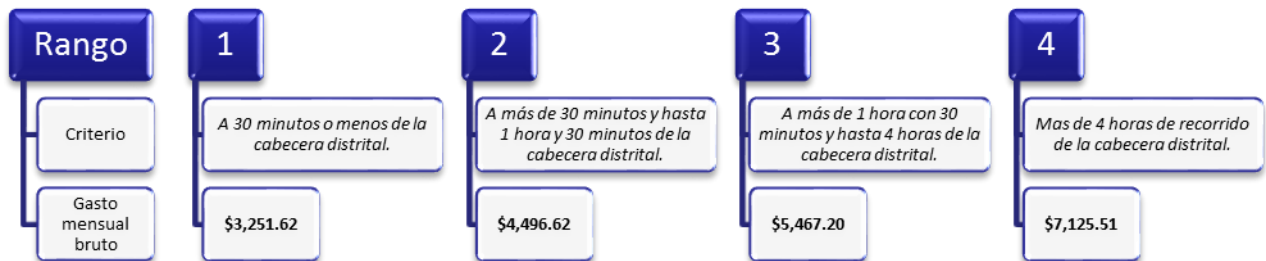 Rango
1
2
3
4
Criterio
A 30 minutos o menos de la
cabecera distrital.
A más de 30 minutos y hasta
1 hora y 30 minutos de la
cabecera distrital.
A más de 1 hora con 30
minutos y hasta 4 horas de la
cabecera distrital.
Mas de 4 horas de recorrido
de la cabecera distrital.
Gasto
mensual
bruto
$3,251.62
$4,496.62
$5,467.20
$7,125.51